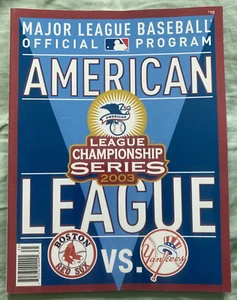 MAJOR LEAGUE BASEBALL
OFFICIAL PROGRAM
AMERICAN
AMERICAN
LEAGUE
CHAMPIONSHIP
SERIES
2003
LEAGUE
BOSTON
RED SOX
VS.
Yankees